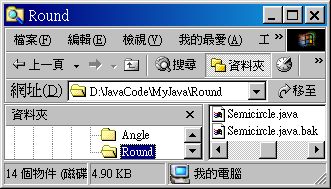 Round
檔案(F) 編輯(E) 檢視(V) 我的最愛(A) 工 »
上一頁 » 搜尋 資料夾 »
網址(D) D:\JavaCode\MyJava\Round 移至
資料夾
Angle
Round
Semicircle.java
Semicircle.java.bak
14 個物件 (磁碟 4.90 KB 我的電腦